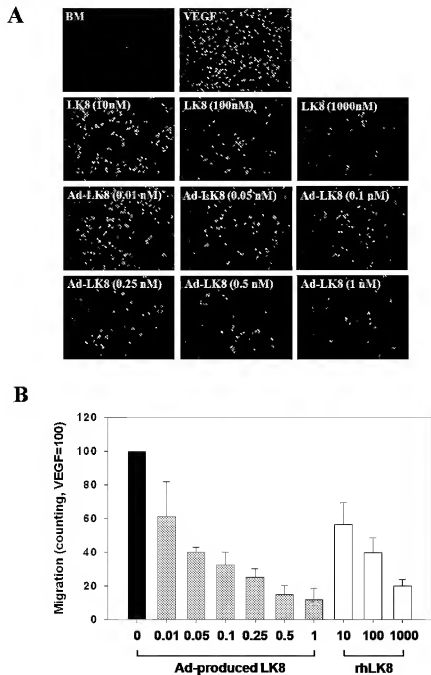 A
BM
VEGF
LK8 (10nM)
LK8 (100nM)
LK8 (1000nM)
Ad-LK8 (0.01 nM)
Ad-LK8 (0.05 nM)
Ad-LK8 (0.1 nM)
Ad-LK8 (0.25 nM)
Ad-LK8 (0.5 nM)
Ad-LK8 (1 nM)
B
Migration (counting, VEGF=100)
120
100
80
60
40
20
0
0 0.01 0.05 0.1 0.25 0.5 1 10 100 1000
Ad-produced LK8 rhLK8